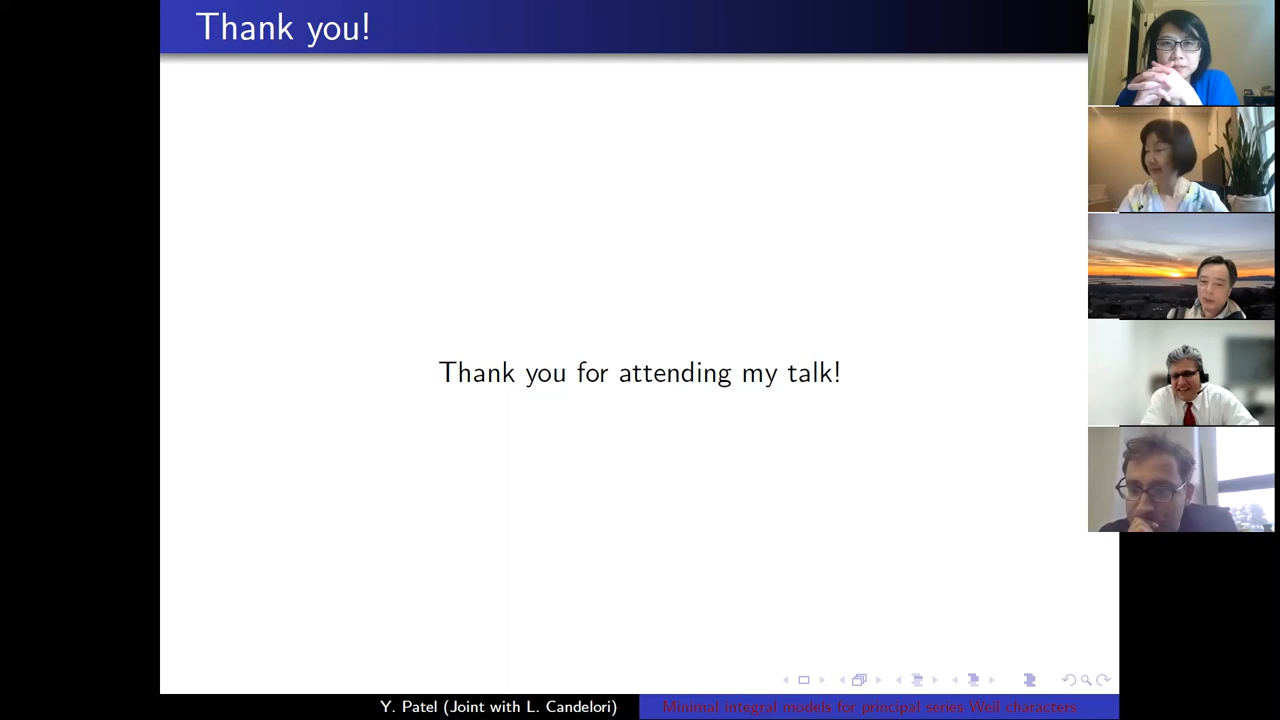 Thank you!
Thank you for attending my talk!
Y. Patel (Joint with L. Candelori)
Minimal integral models for principal series Weil characters